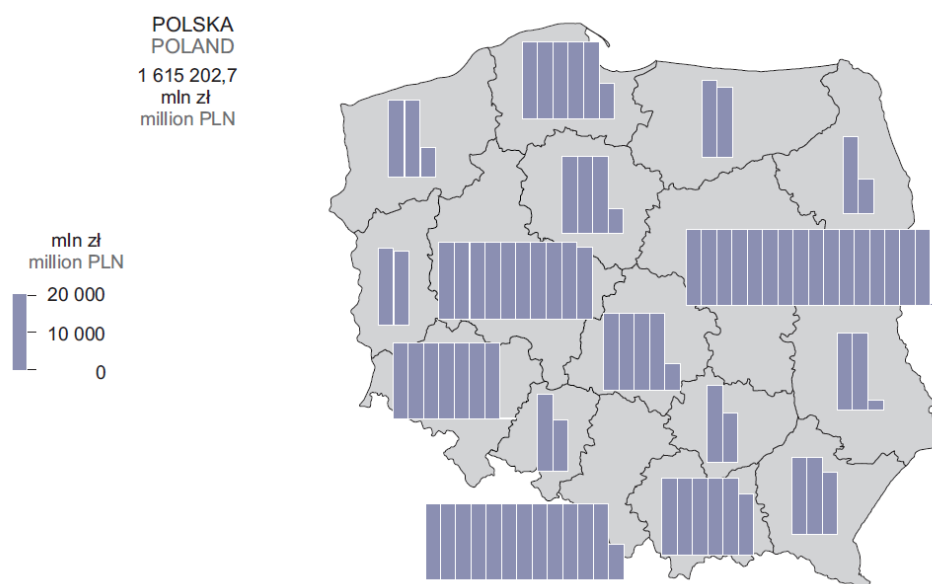 POLSKA
POLAND
1 615 202,7
mln zł
million PLN
mln zł
million PLN
20 000
10 000
0